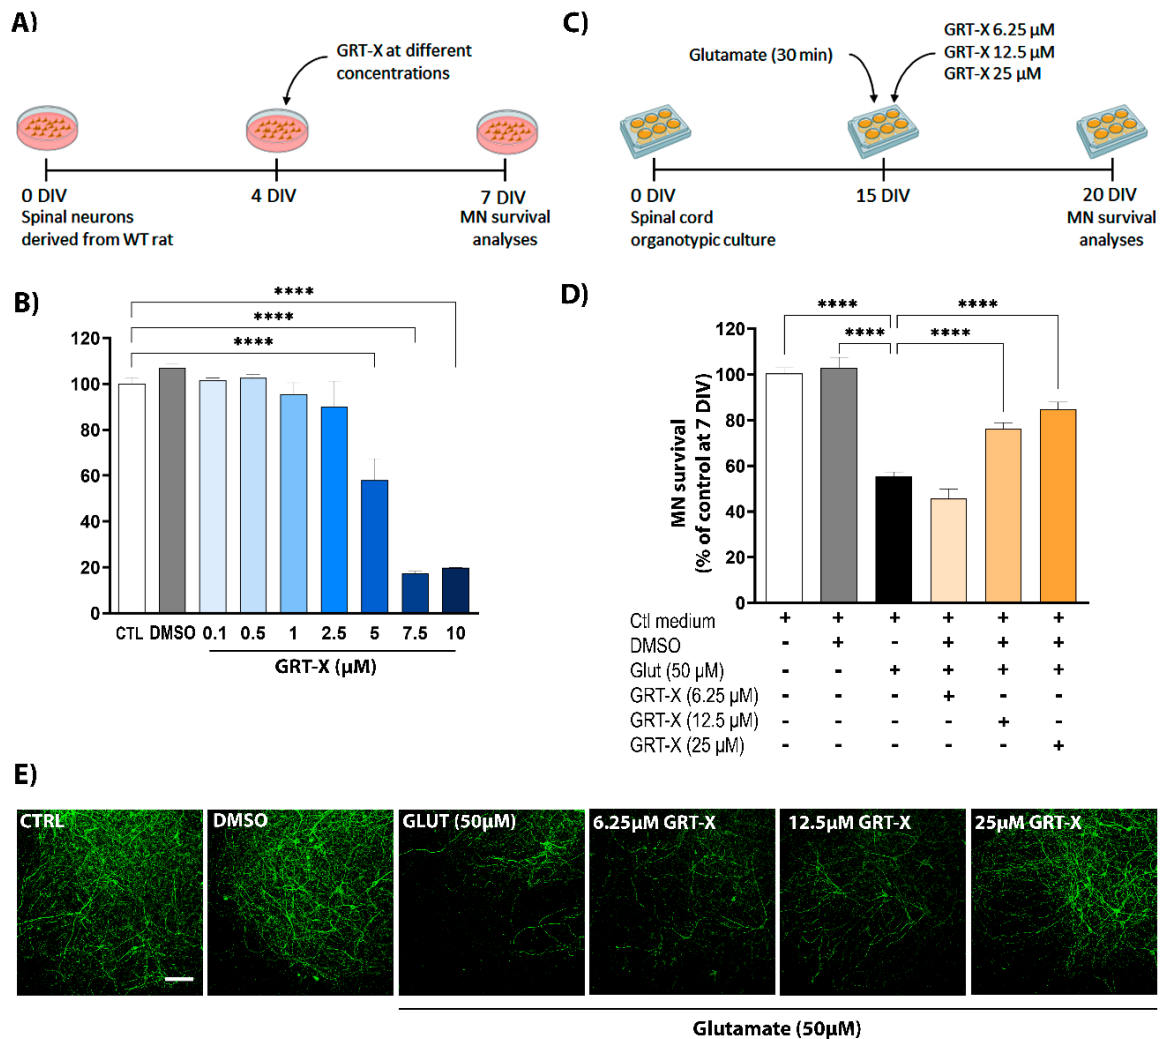 A)
GRT-X at different
concentrations
0 DIV
4 DIV
7 DIV
Spinal neurons
derived from WT rat
MN survival
analyses
C)
Glutamate (30 min)
GRT-X 6.25 µM
GRT-X 12.5 µM
GRT-X 25 µM
0 DIV
15 DIV
20 DIV
Spinal cord
organotypic culture
MN survival
analyses
B)
****
****
****
120
100
80
60
40
20
0
CTL DMSO 0.1 0.5 1 2.5 5 7.5 10
GRT-X (µM)
D)
**** ****
**** ****
MN survival
(% of control at 7 DIV)
120
100
80
60
40
20
0
Ctl medium + + + + + +
DMSO - + - + + +
Glut (50 µM) - - + + + +
GRT-X (6.25 µM) - - - + - -
GRT-X (12.5 µM) - - - - + -
GRT-X (25 µM) - - - - - +
E)
CTRL
DMSO
GLUT (50µM)
6.25µM GRT-X
12.5µM GRT-X
25µM GRT-X
Glutamate (50µM)